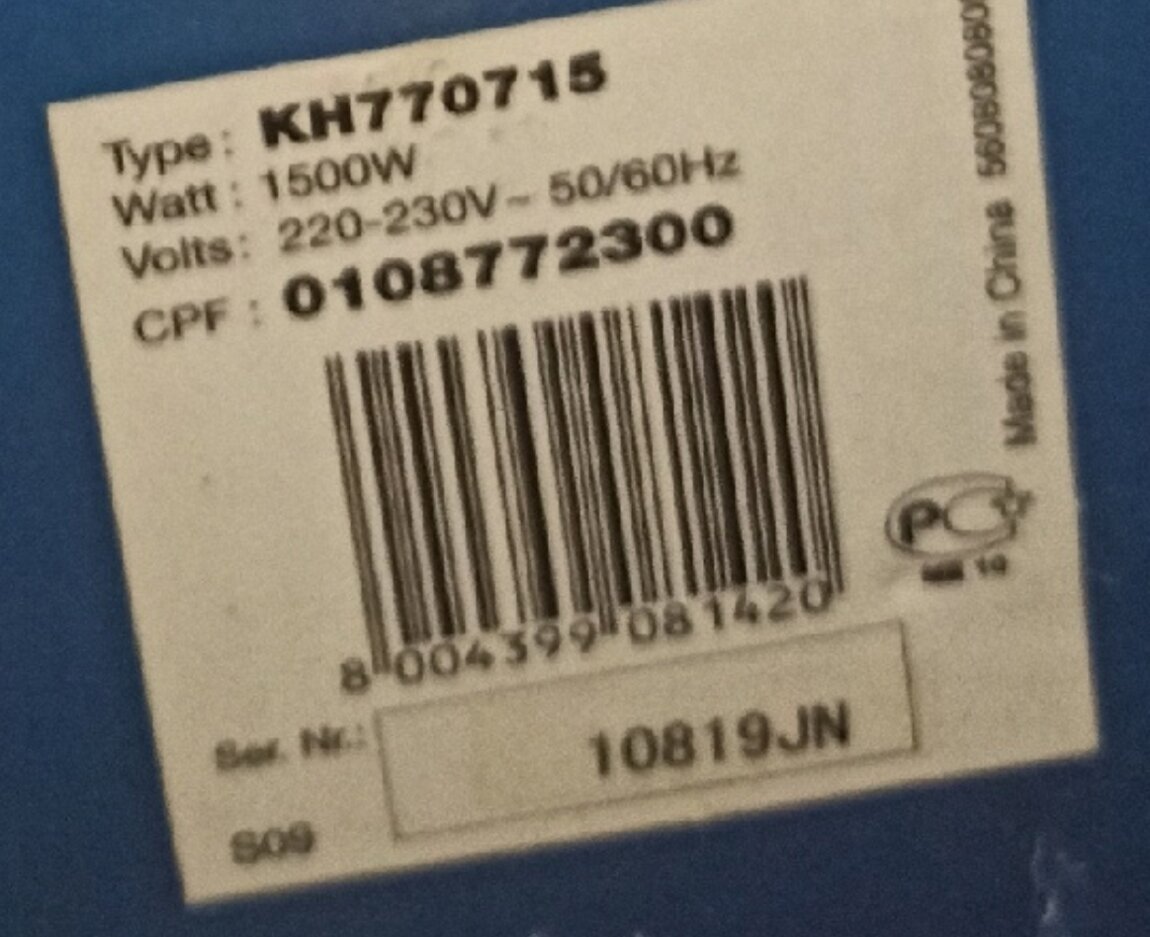 Type: KH770715
Watt: 1500W
Volts: 220-230V~ 50/60Hz
CPF: 0108772300
8 004399 081420
Ser. Nr.:
10819JN
S09
Made in China